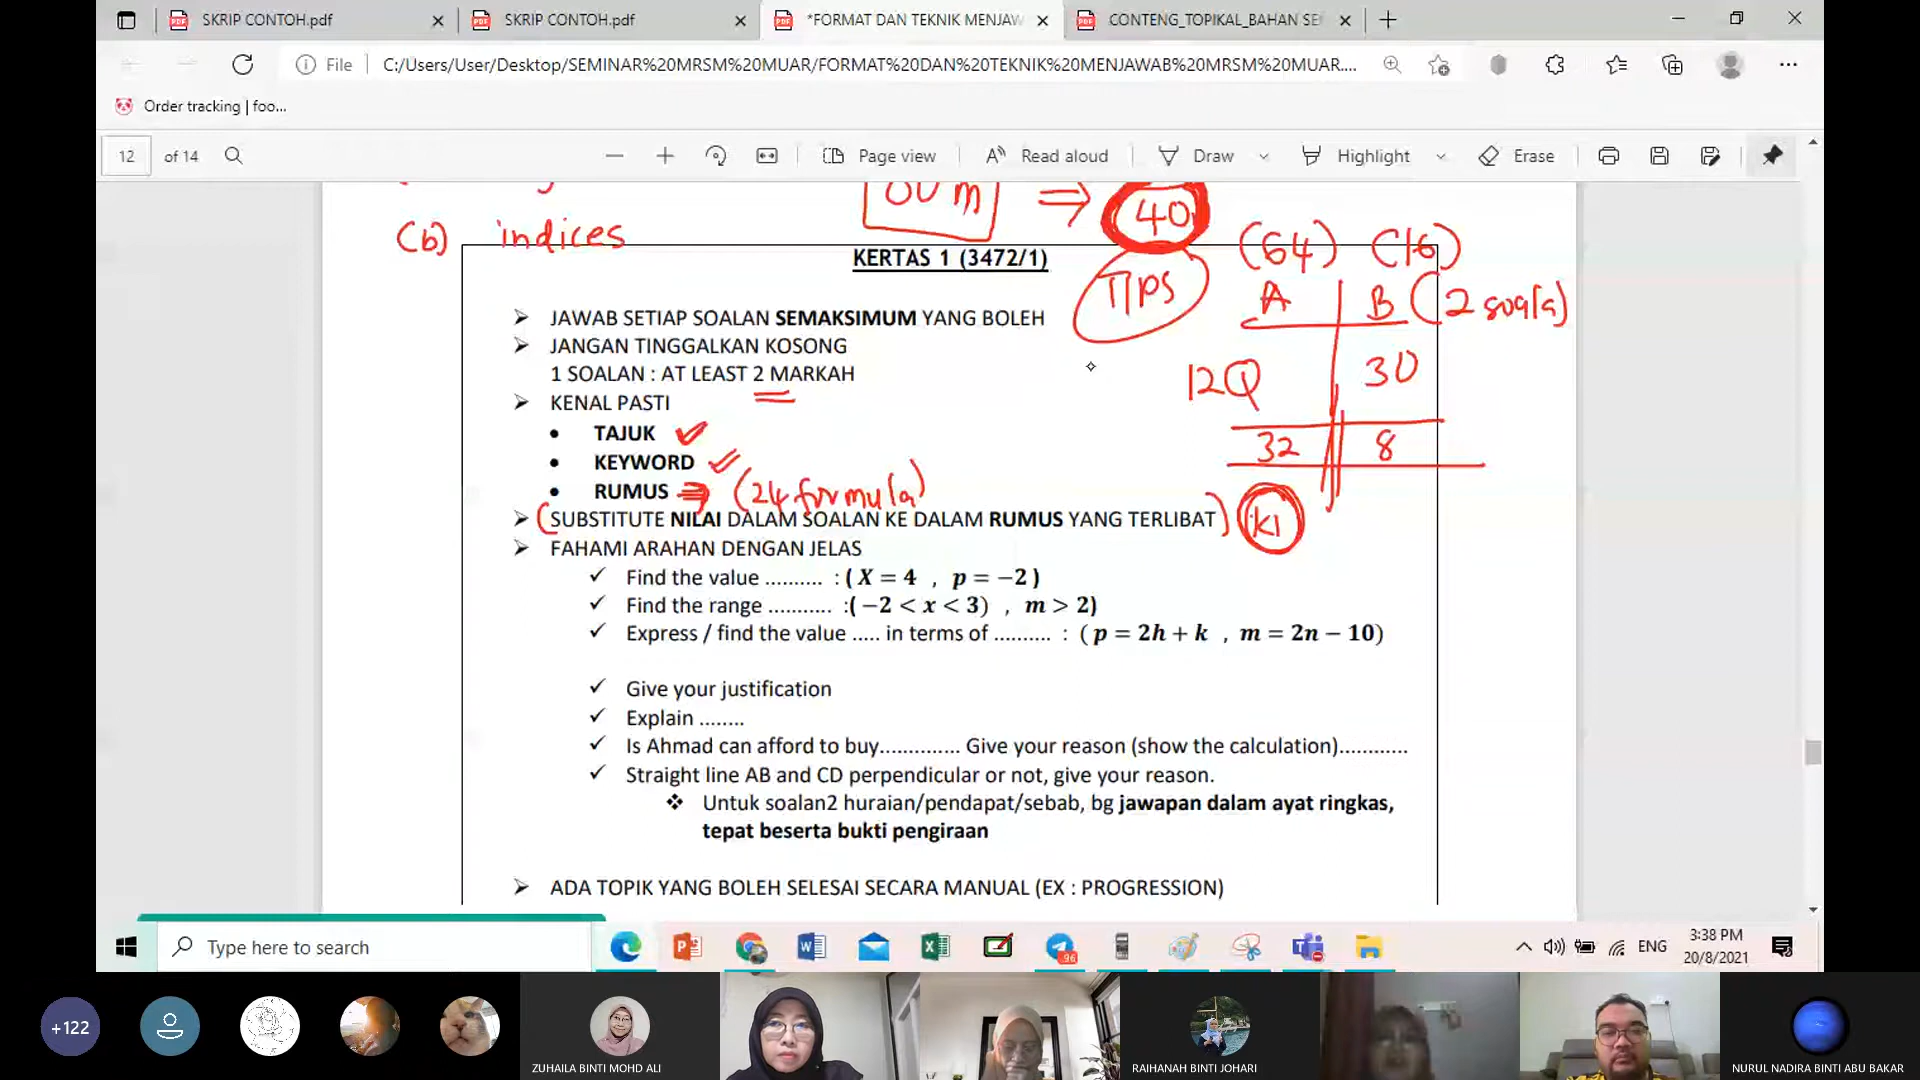 SKRIP CONTOH.pdf
SKRIP CONTOH.pdf
*FORMAT DAN TEKNIK MENJAW
CONTENG_TOPIKAL_BAHAN SE
File
C:/Users/User/Desktop/SEMINAR%20MRSM%20MUAR/FORMAT%20DAN%20TEKNIK%20MENJAWAB%20MRSM%20MUAR....
Order tracking | foo...
12 of 14
Page view
Read aloud
Draw
Highlight
Erase
⇒ 40
(b) indices
(64) (16)
KERTAS 1 (3472/1)
TIPS
A B (2 soalan)
➢ JAWAB SETIAP SOALAN SEMAKSIMUM YANG BOLEH
➢ JANGAN TINGGALKAN KOSONG
1 SOALAN : AT LEAST 2 MARKAH
12Q 30
➢ KENAL PASTI
• TAJUK ✓
32 8
• KEYWORD
• RUMUS ⇒ (24 formula)
➢ (SUBSTITUTE NILAI DALAM SOALAN KE DALAM RUMUS YANG TERLIBAT) K1
➢ FAHAMI ARAHAN DENGAN JELAS
✓ Find the value .......... : ( X = 4 , p = −2 )
✓ Find the range ........... :( −2 < x < 3) , m > 2)
✓ Express / find the value ..... in terms of .......... : ( p = 2h + k , m = 2n − 10)
✓ Give your justification
✓ Explain ........
✓ Is Ahmad can afford to buy.............. Give your reason (show the calculation)............
✓ Straight line AB and CD perpendicular or not, give your reason.
❖ Untuk soalan2 huraian/pendapat/sebab, bg jawapan dalam ayat ringkas,
tepat beserta bukti pengiraan
➢ ADA TOPIK YANG BOLEH SELESAI SECARA MANUAL (EX : PROGRESSION)
Type here to search
96
ENG
3:38 PM
20/8/2021
+122
ZUHAILA BINTI MOHD ALI
RAIHANAH BINTI JOHARI
NURUL NADIRA BINTI ABU BAKAR